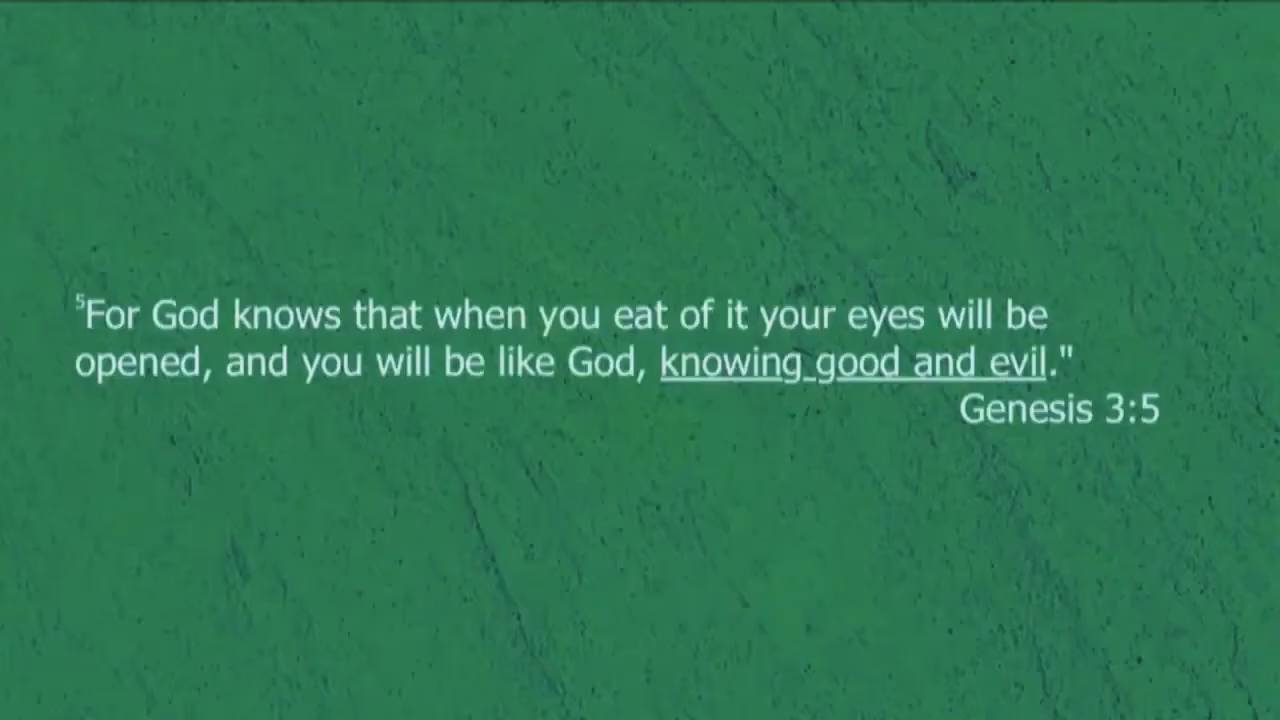 ⁵For God knows that when you eat of it your eyes will be
opened, and you will be like God, knowing good and evil."
Genesis 3:5